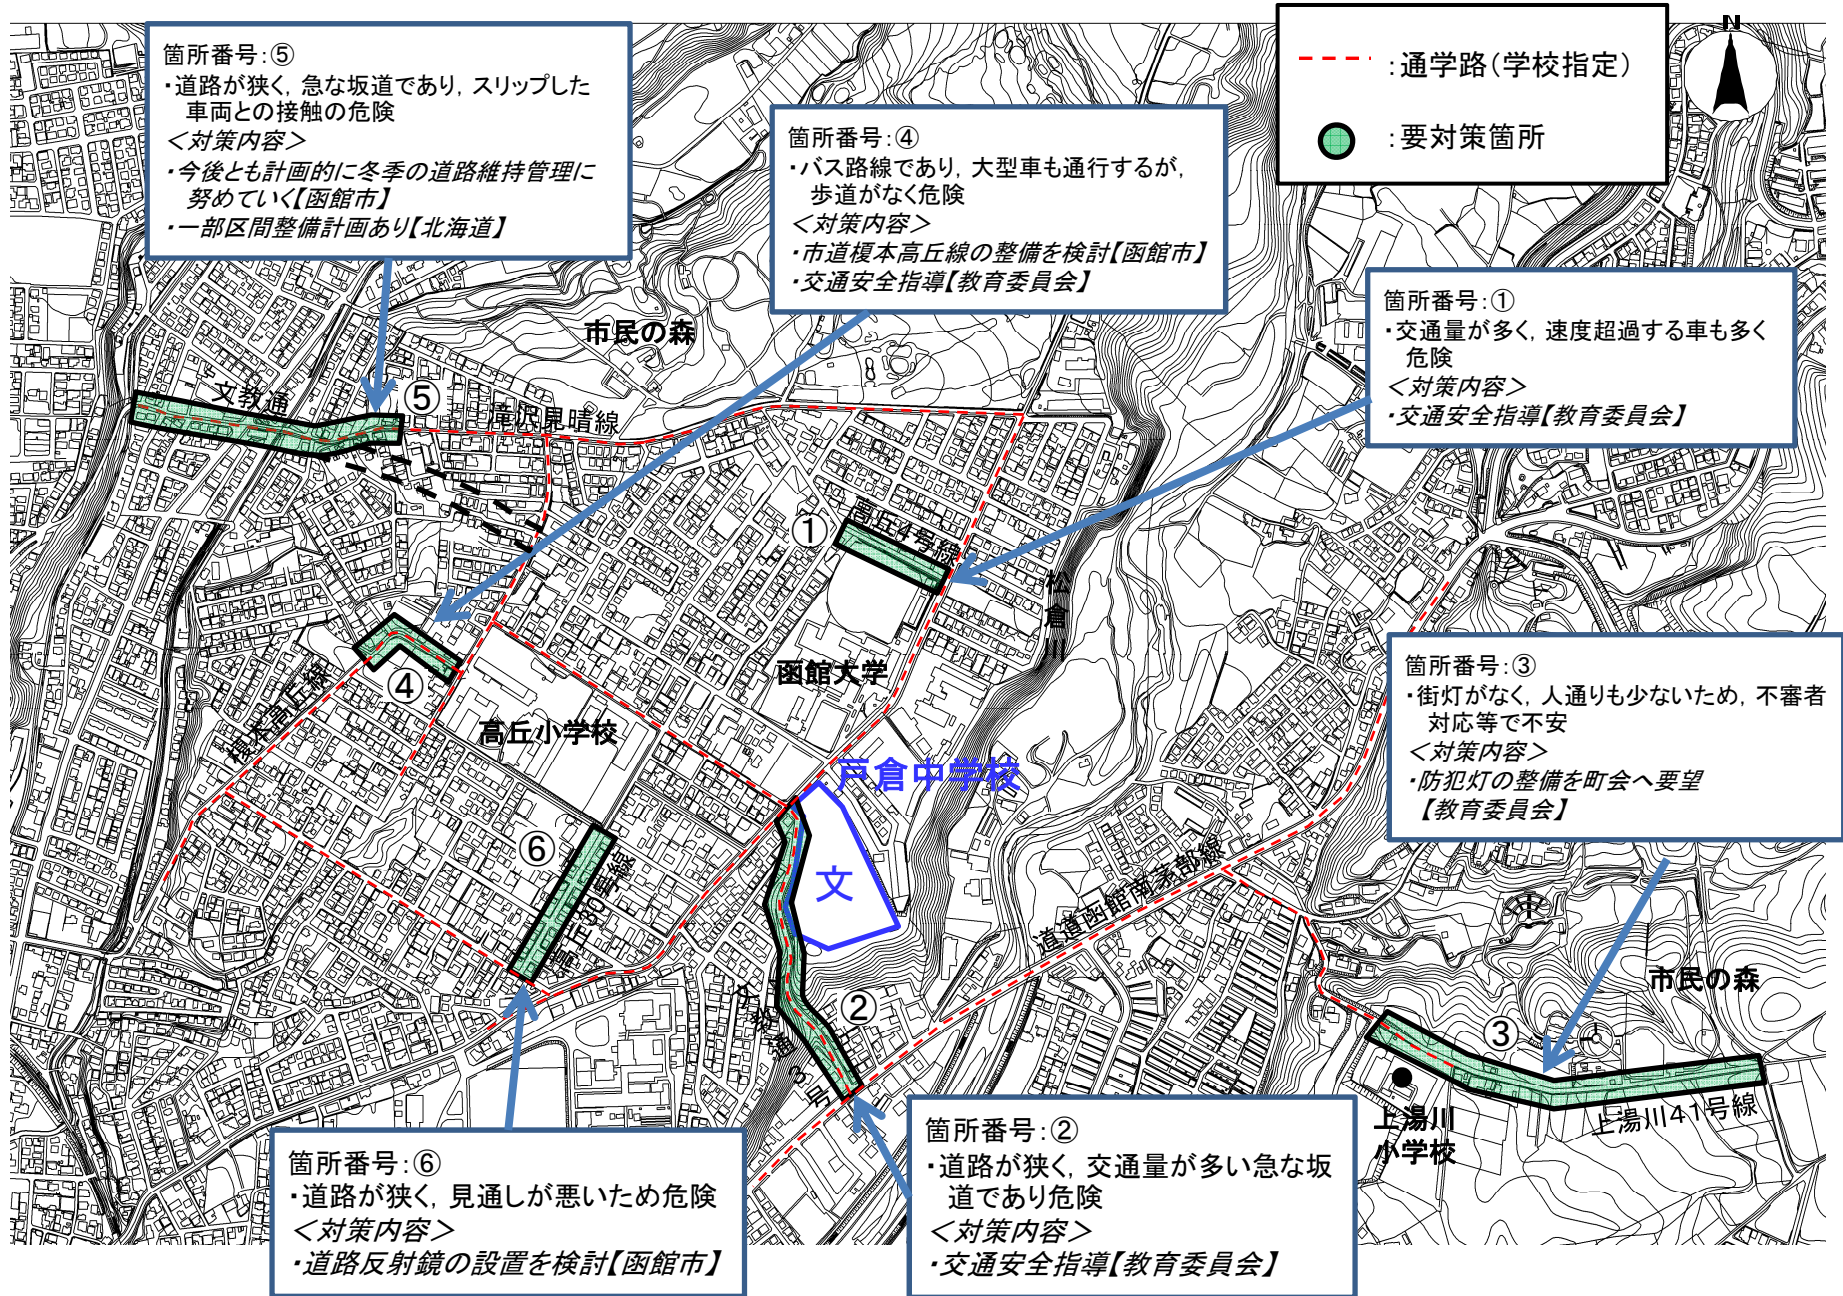 箇所番号：⑤
・道路が狭く，急な坂道であり，スリップした
車両との接触の危険
＜対策内容＞
・今後とも計画的に冬季の道路維持管理に
努めていく【函館市】
・一部区間整備計画あり【北海道】
箇所番号：④
・バス路線であり，大型車も通行するが，
歩道がなく危険
＜対策内容＞
・市道榎本高丘線の整備を検討【函館市】
・交通安全指導【教育委員会】
：通学路（学校指定）
：要対策箇所
N
箇所番号：①
・交通量が多く，速度超過する車も多く
危険
＜対策内容＞
・交通安全指導【教育委員会】
市民の森
文教通
⑤
滝沢見晴線
①
高丘4号線
松倉川
函館大学
④
榎本高丘線
高丘小学校
戸倉中学校
文
箇所番号：③
・街灯がなく，人通りも少ないため，不審者
対応等で不安
＜対策内容＞
・防犯灯の整備を町会へ要望
【教育委員会】
⑥
高丘30号線
道道函館南茅部線
②
3号
市民の森
③
上湯川
小学校
上湯川41号線
箇所番号：⑥
・道路が狭く，見通しが悪いため危険
＜対策内容＞
・道路反射鏡の設置を検討【函館市】
箇所番号：②
・道路が狭く，交通量が多い急な坂
道であり危険
＜対策内容＞
・交通安全指導【教育委員会】